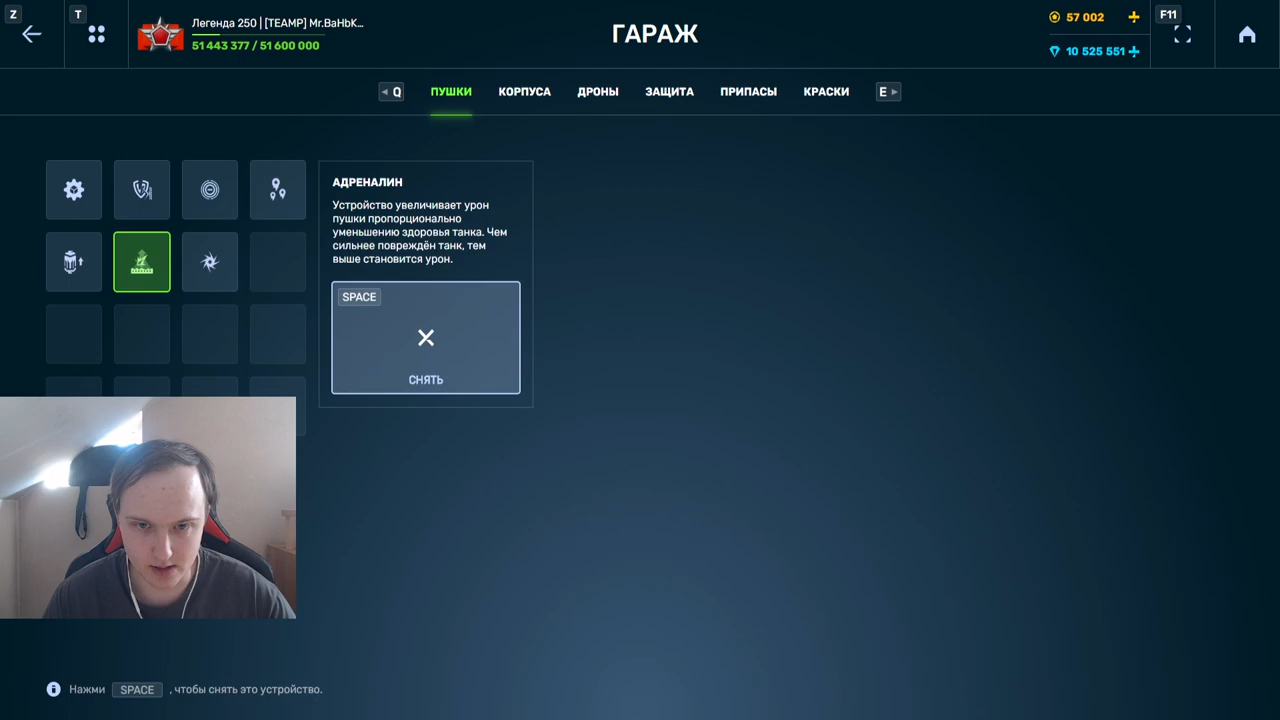 Z
T
Легенда 250 | [TEAMP] Mr.BaHbK...
51 443 377 / 51 600 000
ГАРАЖ
57 002
10 525 551
F11
Q
ПУШКИ
КОРПУСА
ДРОНЫ
ЗАЩИТА
ПРИПАСЫ
КРАСКИ
E
АДРЕНАЛИН
Устройство увеличивает урон
пушки пропорционально
уменьшению здоровья танка. Чем
сильнее повреждён танк, тем
выше становится урон.
SPACE
СНЯТЬ
Нажми SPACE , чтобы снять это устройство.